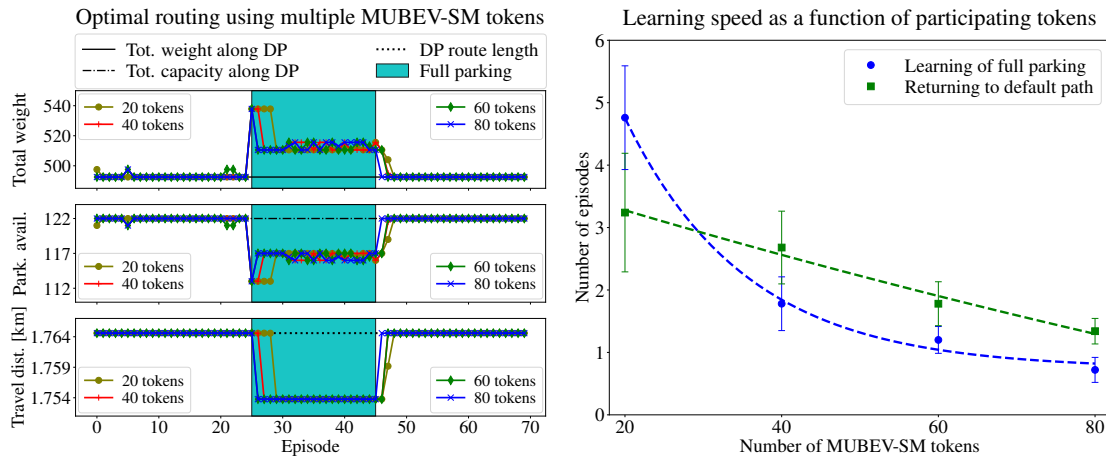 Optimal routing using multiple MUBEV-SM tokens
Tot. weight along DP
DP route length
Tot. capacity along DP
Full parking
Total weight
540
520
500
20 tokens
40 tokens
60 tokens
80 tokens
Park. avail.
122
117
112
20 tokens
40 tokens
60 tokens
80 tokens
Travel dist. [km]
1.764
1.759
1.754
20 tokens
40 tokens
60 tokens
80 tokens
0 10 20 30 40 50 60 70
Episode
Learning speed as a function of participating tokens
Learning of full parking
Returning to default path
Number of episodes
6
5
4
3
2
1
0
20 40 60 80
Number of MUBEV-SM tokens